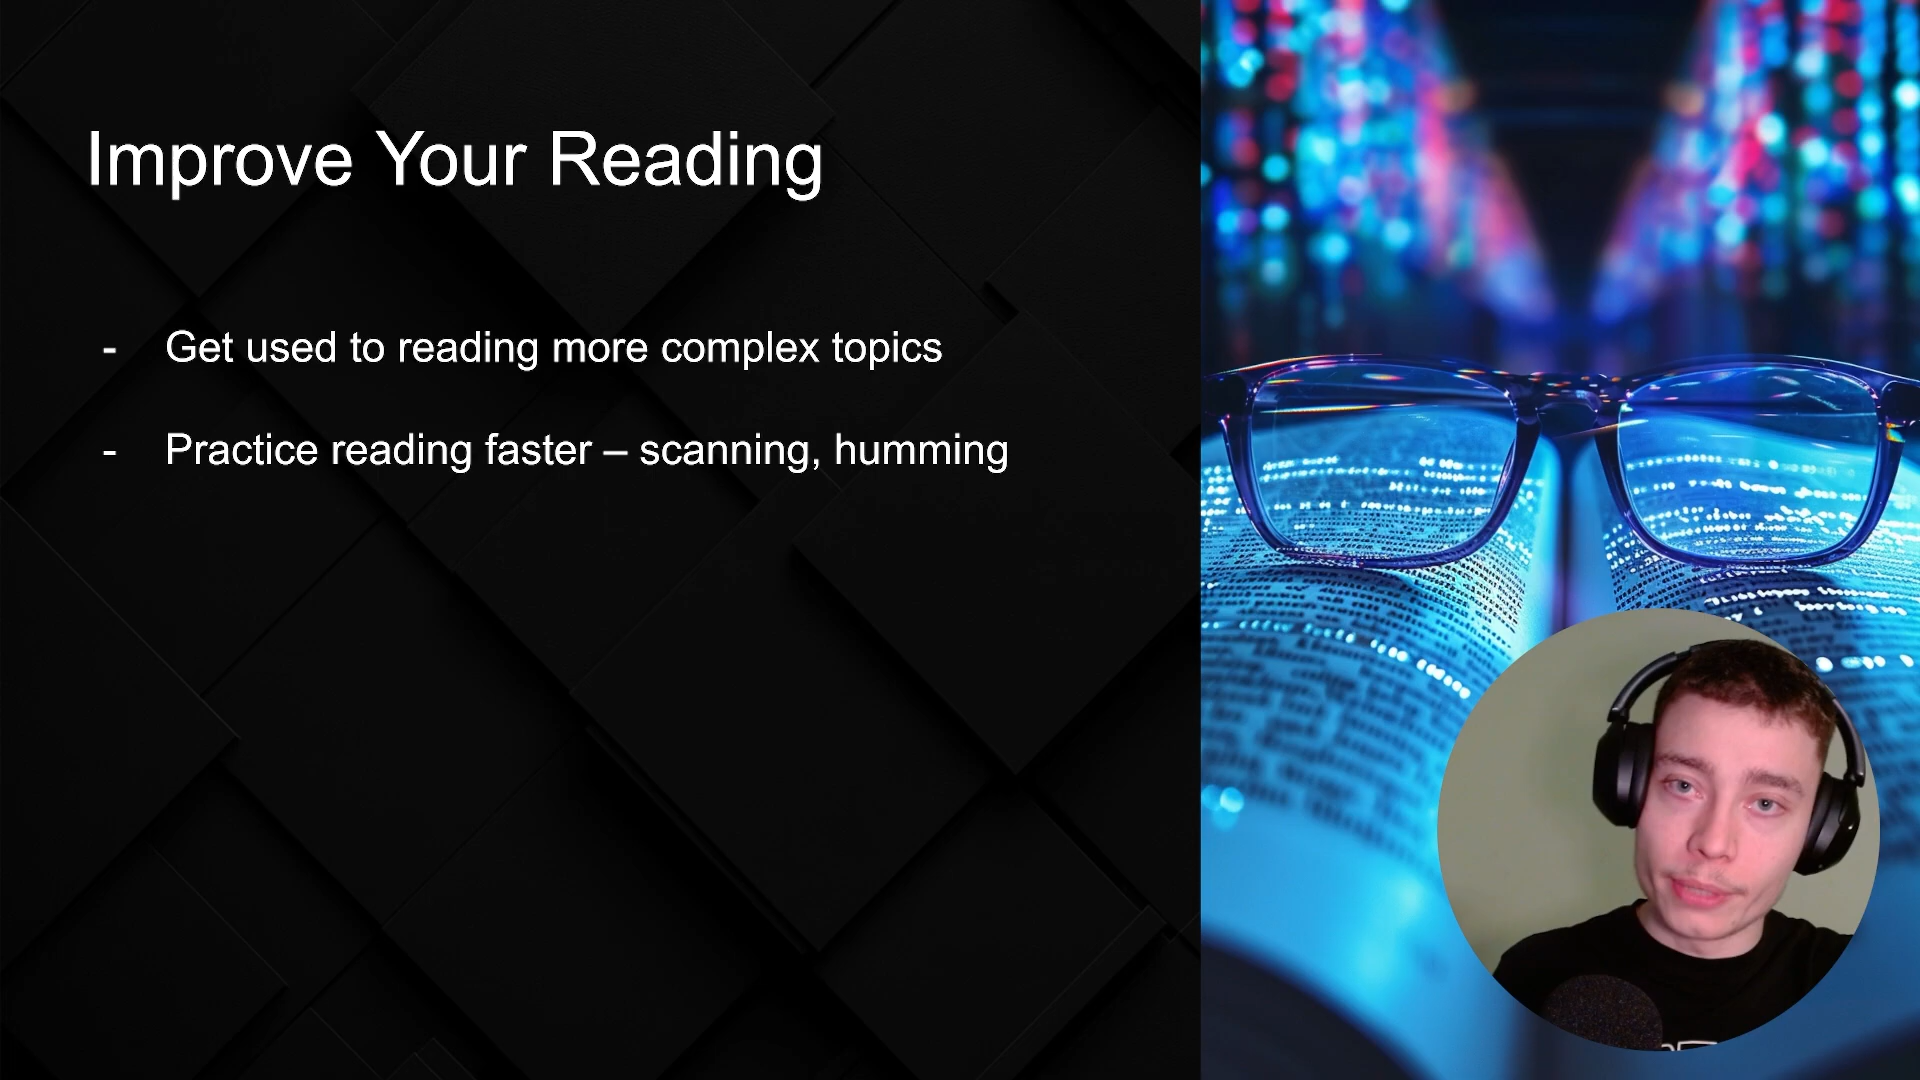 Improve Your Reading
- Get used to reading more complex topics
- Practice reading faster – scanning, humming